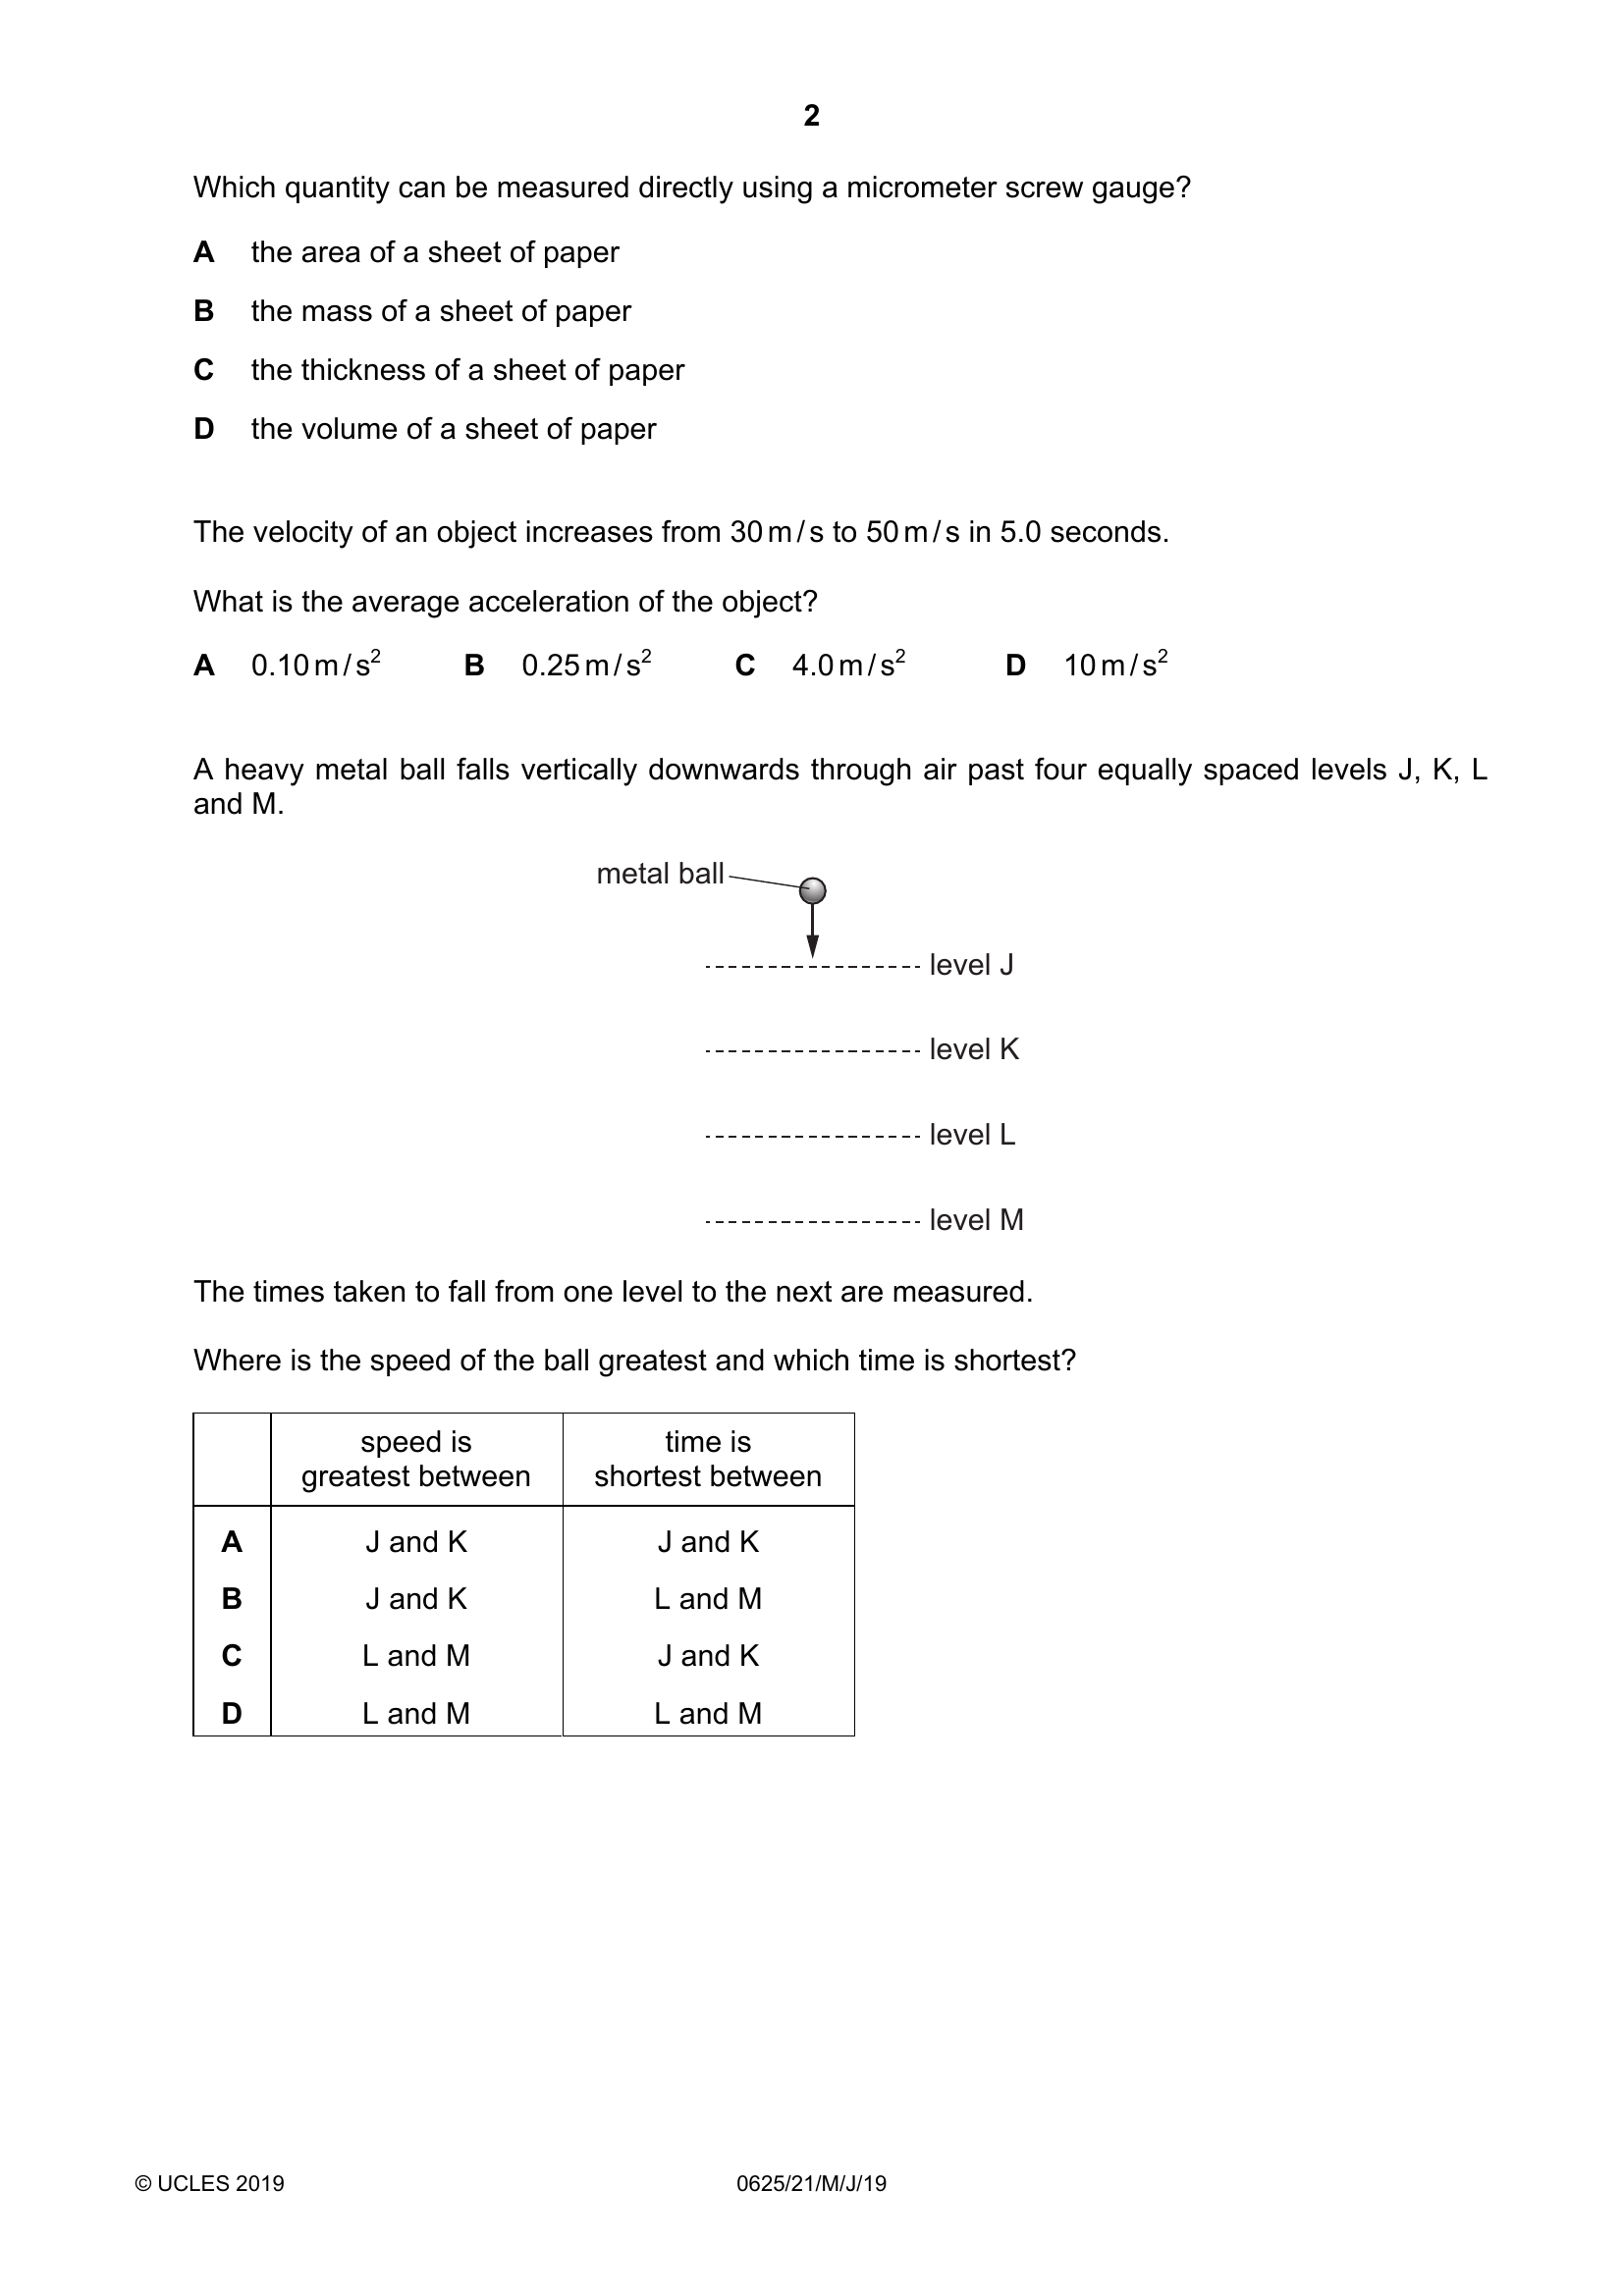 2
Which quantity can be measured directly using a micrometer screw gauge?
A the area of a sheet of paper
B the mass of a sheet of paper
C the thickness of a sheet of paper
D the volume of a sheet of paper
The velocity of an object increases from 30 m / s to 50 m / s in 5.0 seconds.
What is the average acceleration of the object?
A 0.10 m / s² B 0.25 m / s² C 4.0 m / s² D 10 m / s²
A heavy metal ball falls vertically downwards through air past four equally spaced levels J, K, L
and M.
metal ball
level J
level K
level L
level M
The times taken to fall from one level to the next are measured.
Where is the speed of the ball greatest and which time is shortest?
speed is time is
greatest between shortest between
A J and K J and K
B J and K L and M
C L and M J and K
D L and M L and M
© UCLES 2019 0625/21/M/J/19